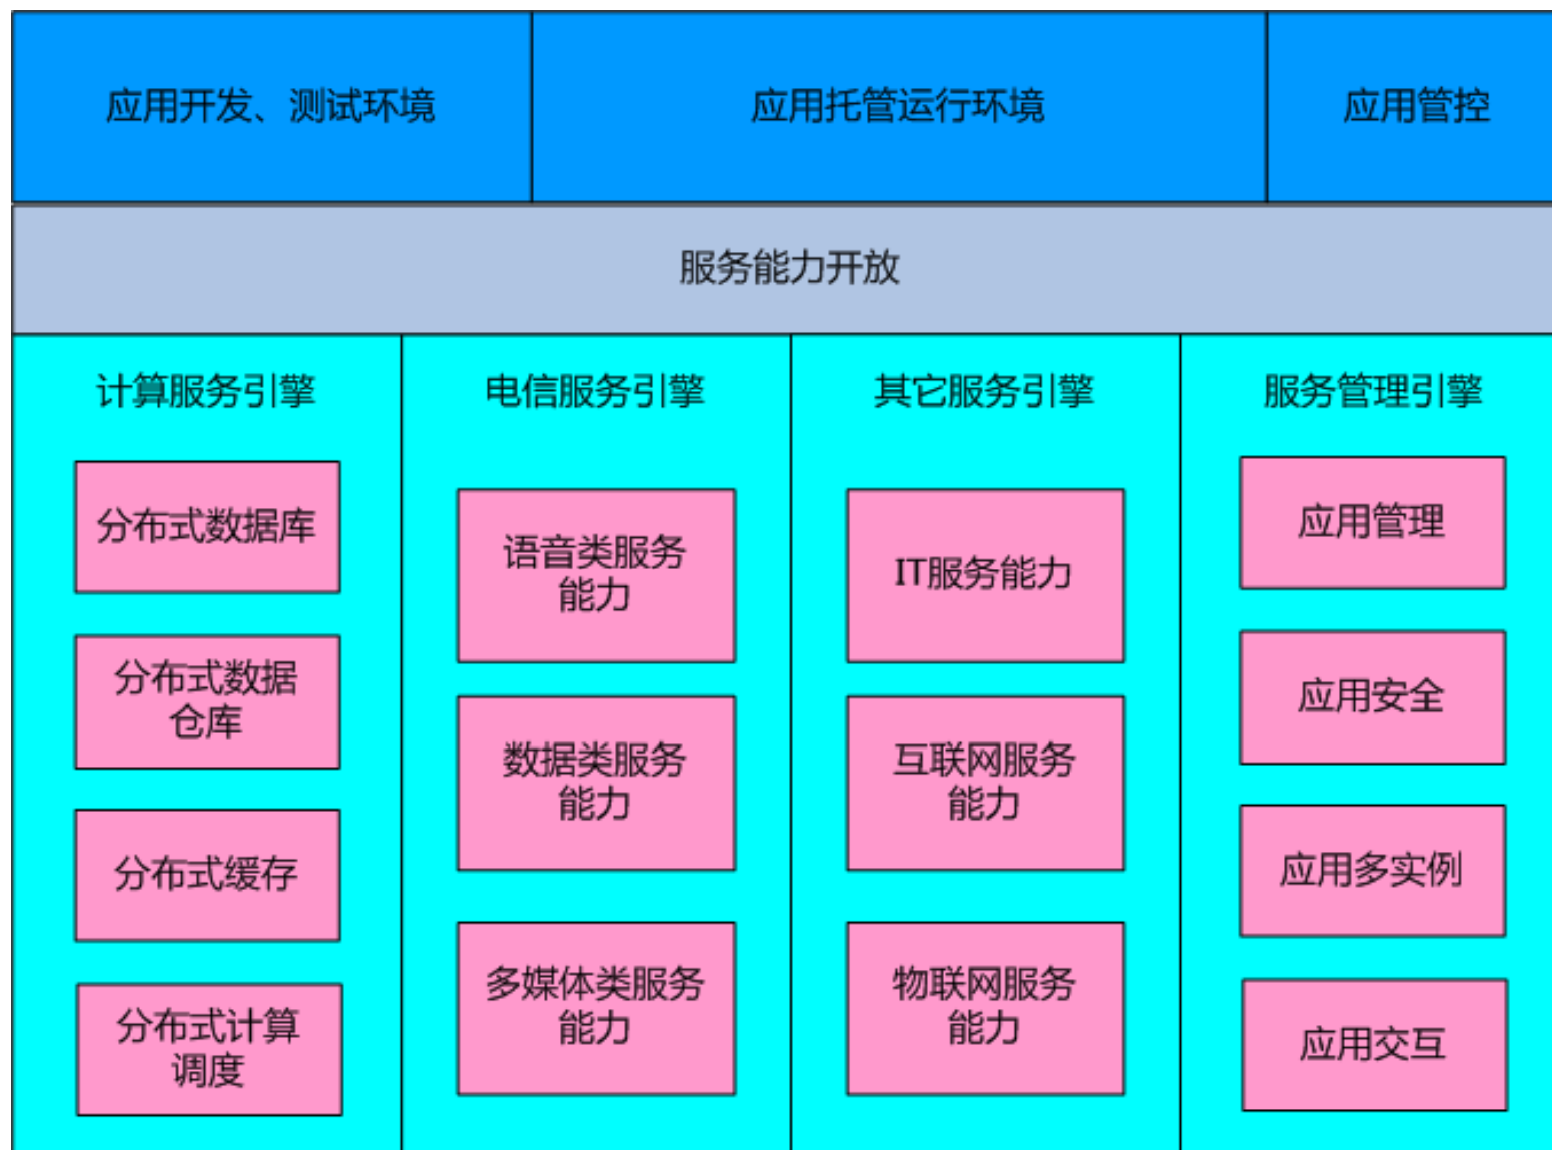 应用开发、测试环境
应用托管运行环境
应用管控
服务能力开放
计算服务引擎
分布式数据库
分布式数据
仓库
分布式缓存
分布式计算
调度
电信服务引擎
语音类服务
能力
数据类服务
能力
多媒体类服务
能力
其它服务引擎
IT服务能力
互联网服务
能力
物联网服务
能力
服务管理引擎
应用管理
应用安全
应用多实例
应用交互